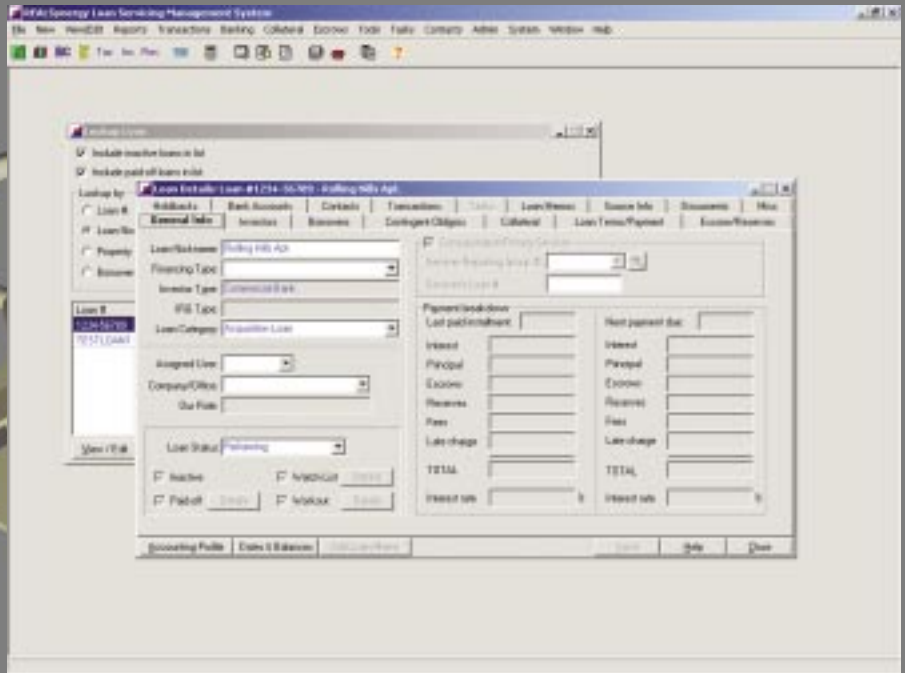 Synergy Loan Servicing Management System
File New View/Edit Reports Transactions Banking Collateral Escrow Tools Tasks Contacts Admin System Window Help
Lookup Loan
Include inactive loans in list
Include paid off loans in list
Lookup by
Loan #
Property
Borrower
Loan #
1234-56789
View / Edit
Loan Details: Loan #1234-56789 - Rolling Hills Apt.
Holdbacks Bank Accounts Contacts Transactions Loan Memos Source Info Documents Misc
General Info Investors Borrowers Contingent Obligors Collateral Loan Terms/Payment Escrow/Reserves
Loan Nickname: Rolling Hills Apt.
Financing Type:
Investor Type: Commercial Bank
Type:
Loan Category: Acquisition Loan
Assigned User:
Company/Office:
Our Role:
Loan Status: Performing
Inactive Watch List
Paid off Workout
Payment breakdown
Last paid installment: Next payment due:
Interest Interest
Principal Principal
Escrow Escrow
Reserves Reserves
Fees Fees
Late charge Late charge
TOTAL TOTAL
Interest rate % Interest rate %
Accounting Profile Dates & Balances Help Close